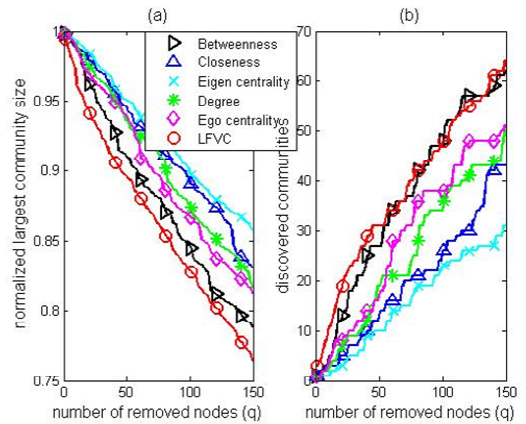 (a)
(b)
Betweenness
Closeness
Eigen centrality
Degree
Ego centrality
LFVC
normalized largest community size
1
0.95
0.9
0.85
0.8
0.75
0
50
100
150
number of removed nodes (q)
discovered communities
70
60
50
40
30
20
10
0
0
50
100
150
number of removed nodes (q)